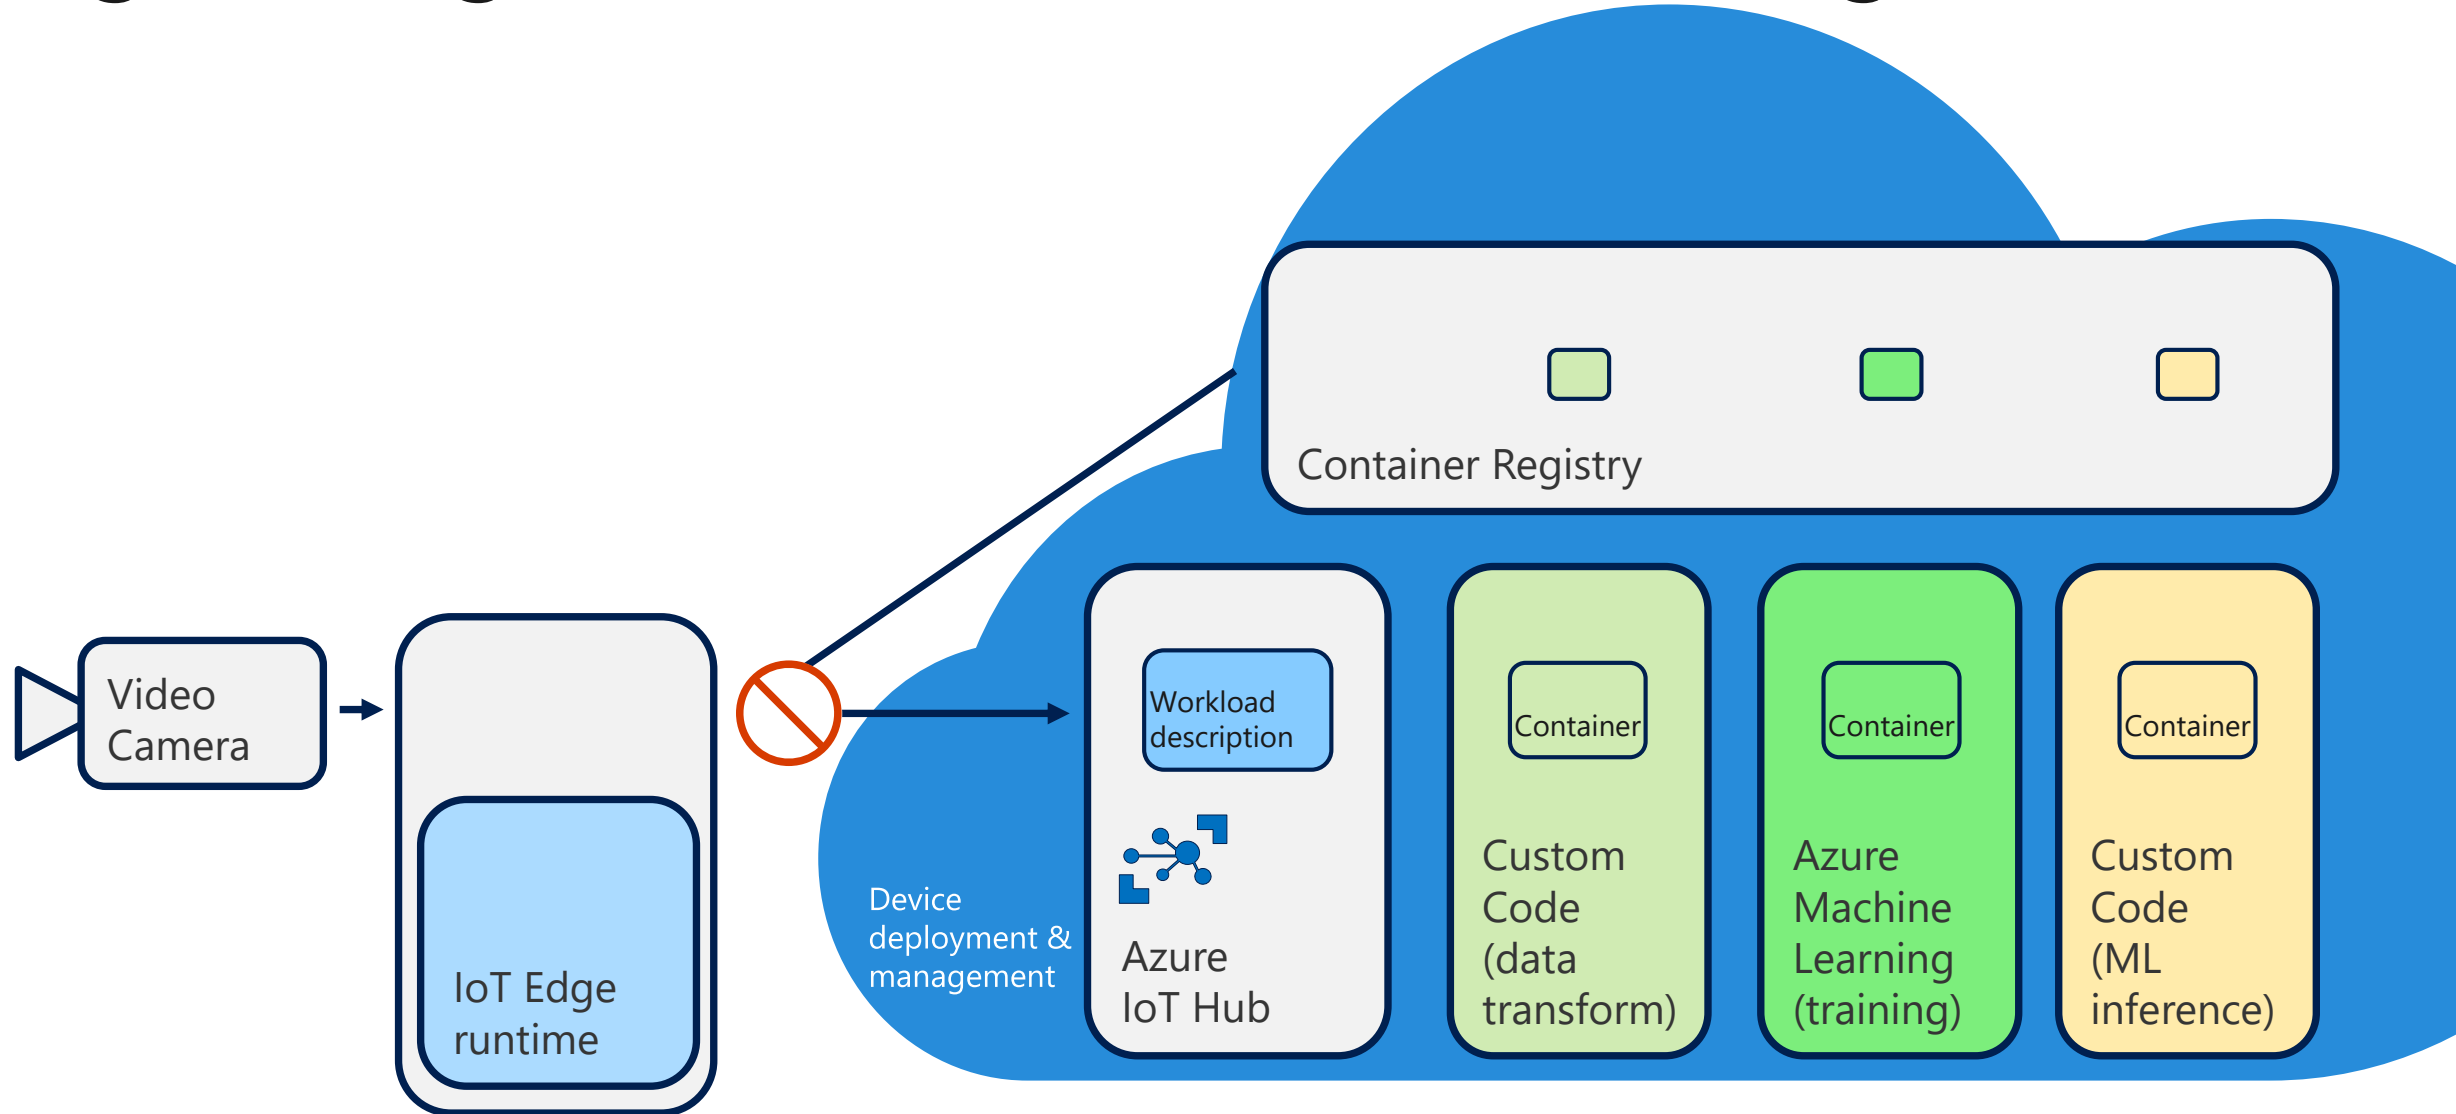 Container Registry
Video
Camera
Workload
description
Container
Container
Container
IoT Edge
runtime
Device
deployment &
management
Azure
IoT Hub
Custom
Code
(data
transform)
Azure
Machine
Learning
(training)
Custom
Code
(ML
inference)